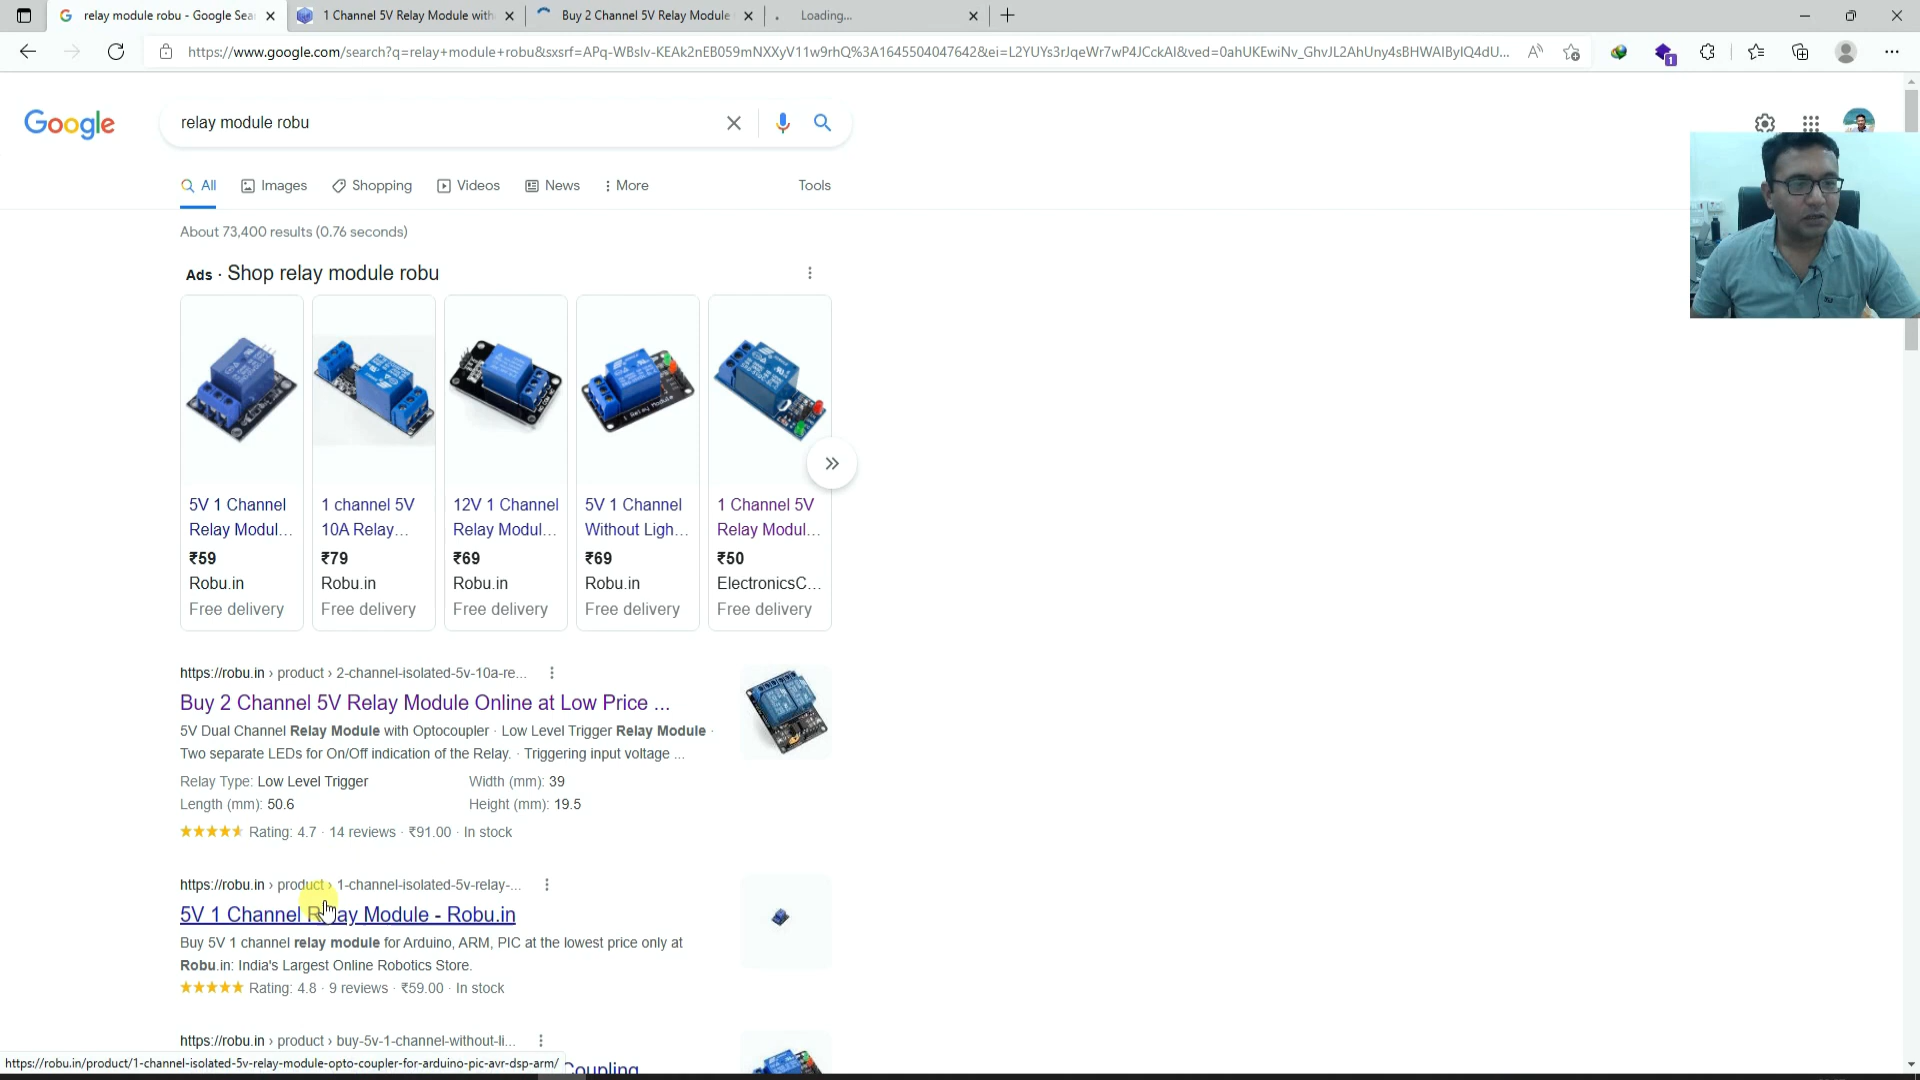 relay module robu - Google Sea
1 Channel 5V Relay Module with
Buy 2 Channel 5V Relay Module
Loading...
https://www.google.com/search?q=relay+module+robu&sxsrf=APq-WBslv-KEAk2nEB059mNXXyV11w9rhQ%3A1645504047642&ei=L2YUYs3rJqeWr7wP4JCckAI&ved=0ahUKEwiNv_GhvJL2AhUny4sBHWAIByIQ4dU...
1
Google
relay module robu
All
Images
Shopping
Videos
News
More
Tools
About 73,400 results (0.76 seconds)
Ads · Shop relay module robu
5V 1 Channel
Relay Modul...
₹59
Robu.in
Free delivery
1 channel 5V
10A Relay...
₹79
Robu.in
Free delivery
12V 1 Channel
Relay Modul...
₹69
Robu.in
Free delivery
5V 1 Channel
Without Ligh...
₹69
Robu.in
Free delivery
1 Channel 5V
Relay Modul...
₹50
ElectronicsC...
Free delivery
https://robu.in › product › 2-channel-isolated-5v-10a-re...
Buy 2 Channel 5V Relay Module Online at Low Price ...
5V Dual Channel Relay Module with Optocoupler · Low Level Trigger Relay Module ·
Two separate LEDs for On/Off indication of the Relay. · Triggering input voltage ...
Relay Type: Low Level Trigger
Width (mm): 39
Length (mm): 50.6
Height (mm): 19.5
Rating: 4.7 · 14 reviews · ₹91.00 · In stock
https://robu.in › product › 1-channel-isolated-5v-relay-...
5V 1 Channel Relay Module - Robu.in
Buy 5V 1 channel relay module for Arduino, ARM, PIC at the lowest price only at
Robu.in: India's Largest Online Robotics Store.
Rating: 4.8 · 9 reviews · ₹59.00 · In stock
https://robu.in › product › buy-5v-1-channel-without-li...
Coupling
https://robu.in/product/1-channel-isolated-5v-relay-module-opto-coupler-for-arduino-pic-avr-dsp-arm/